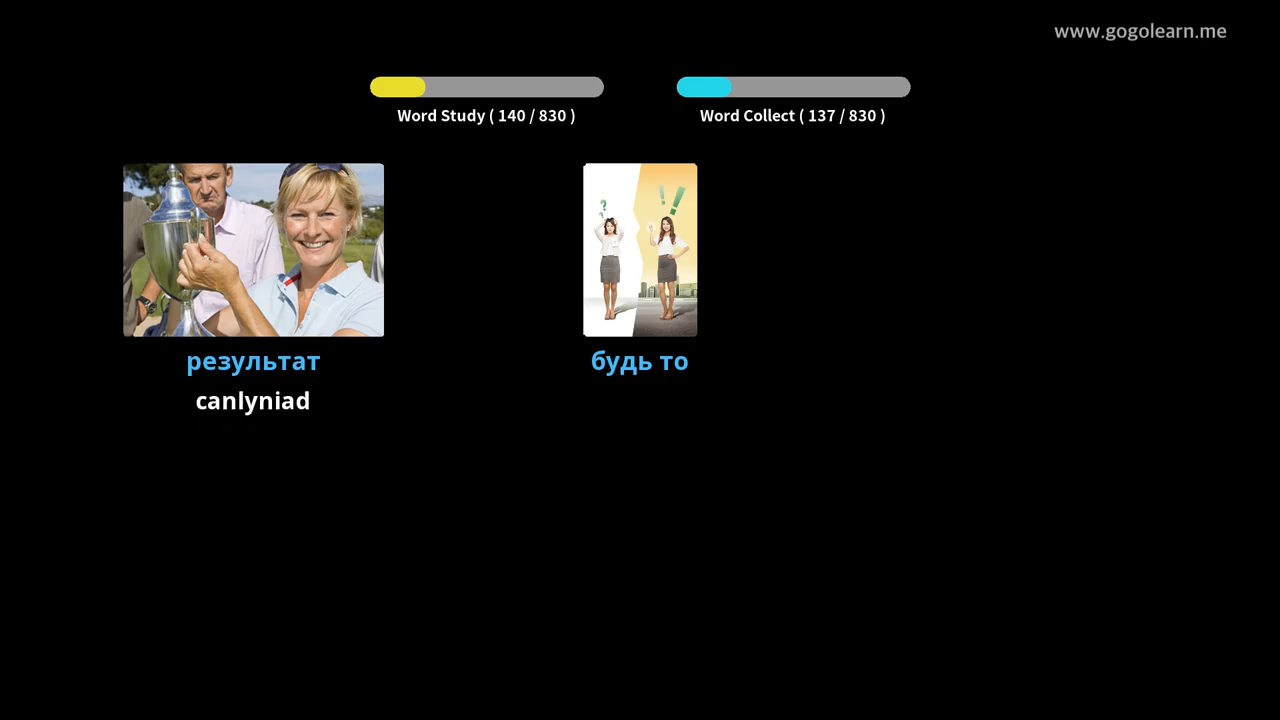 www.gogolearn.me
Word Study ( 140 / 830 )
Word Collect ( 137 / 830 )
результат
canlyniad
будь то